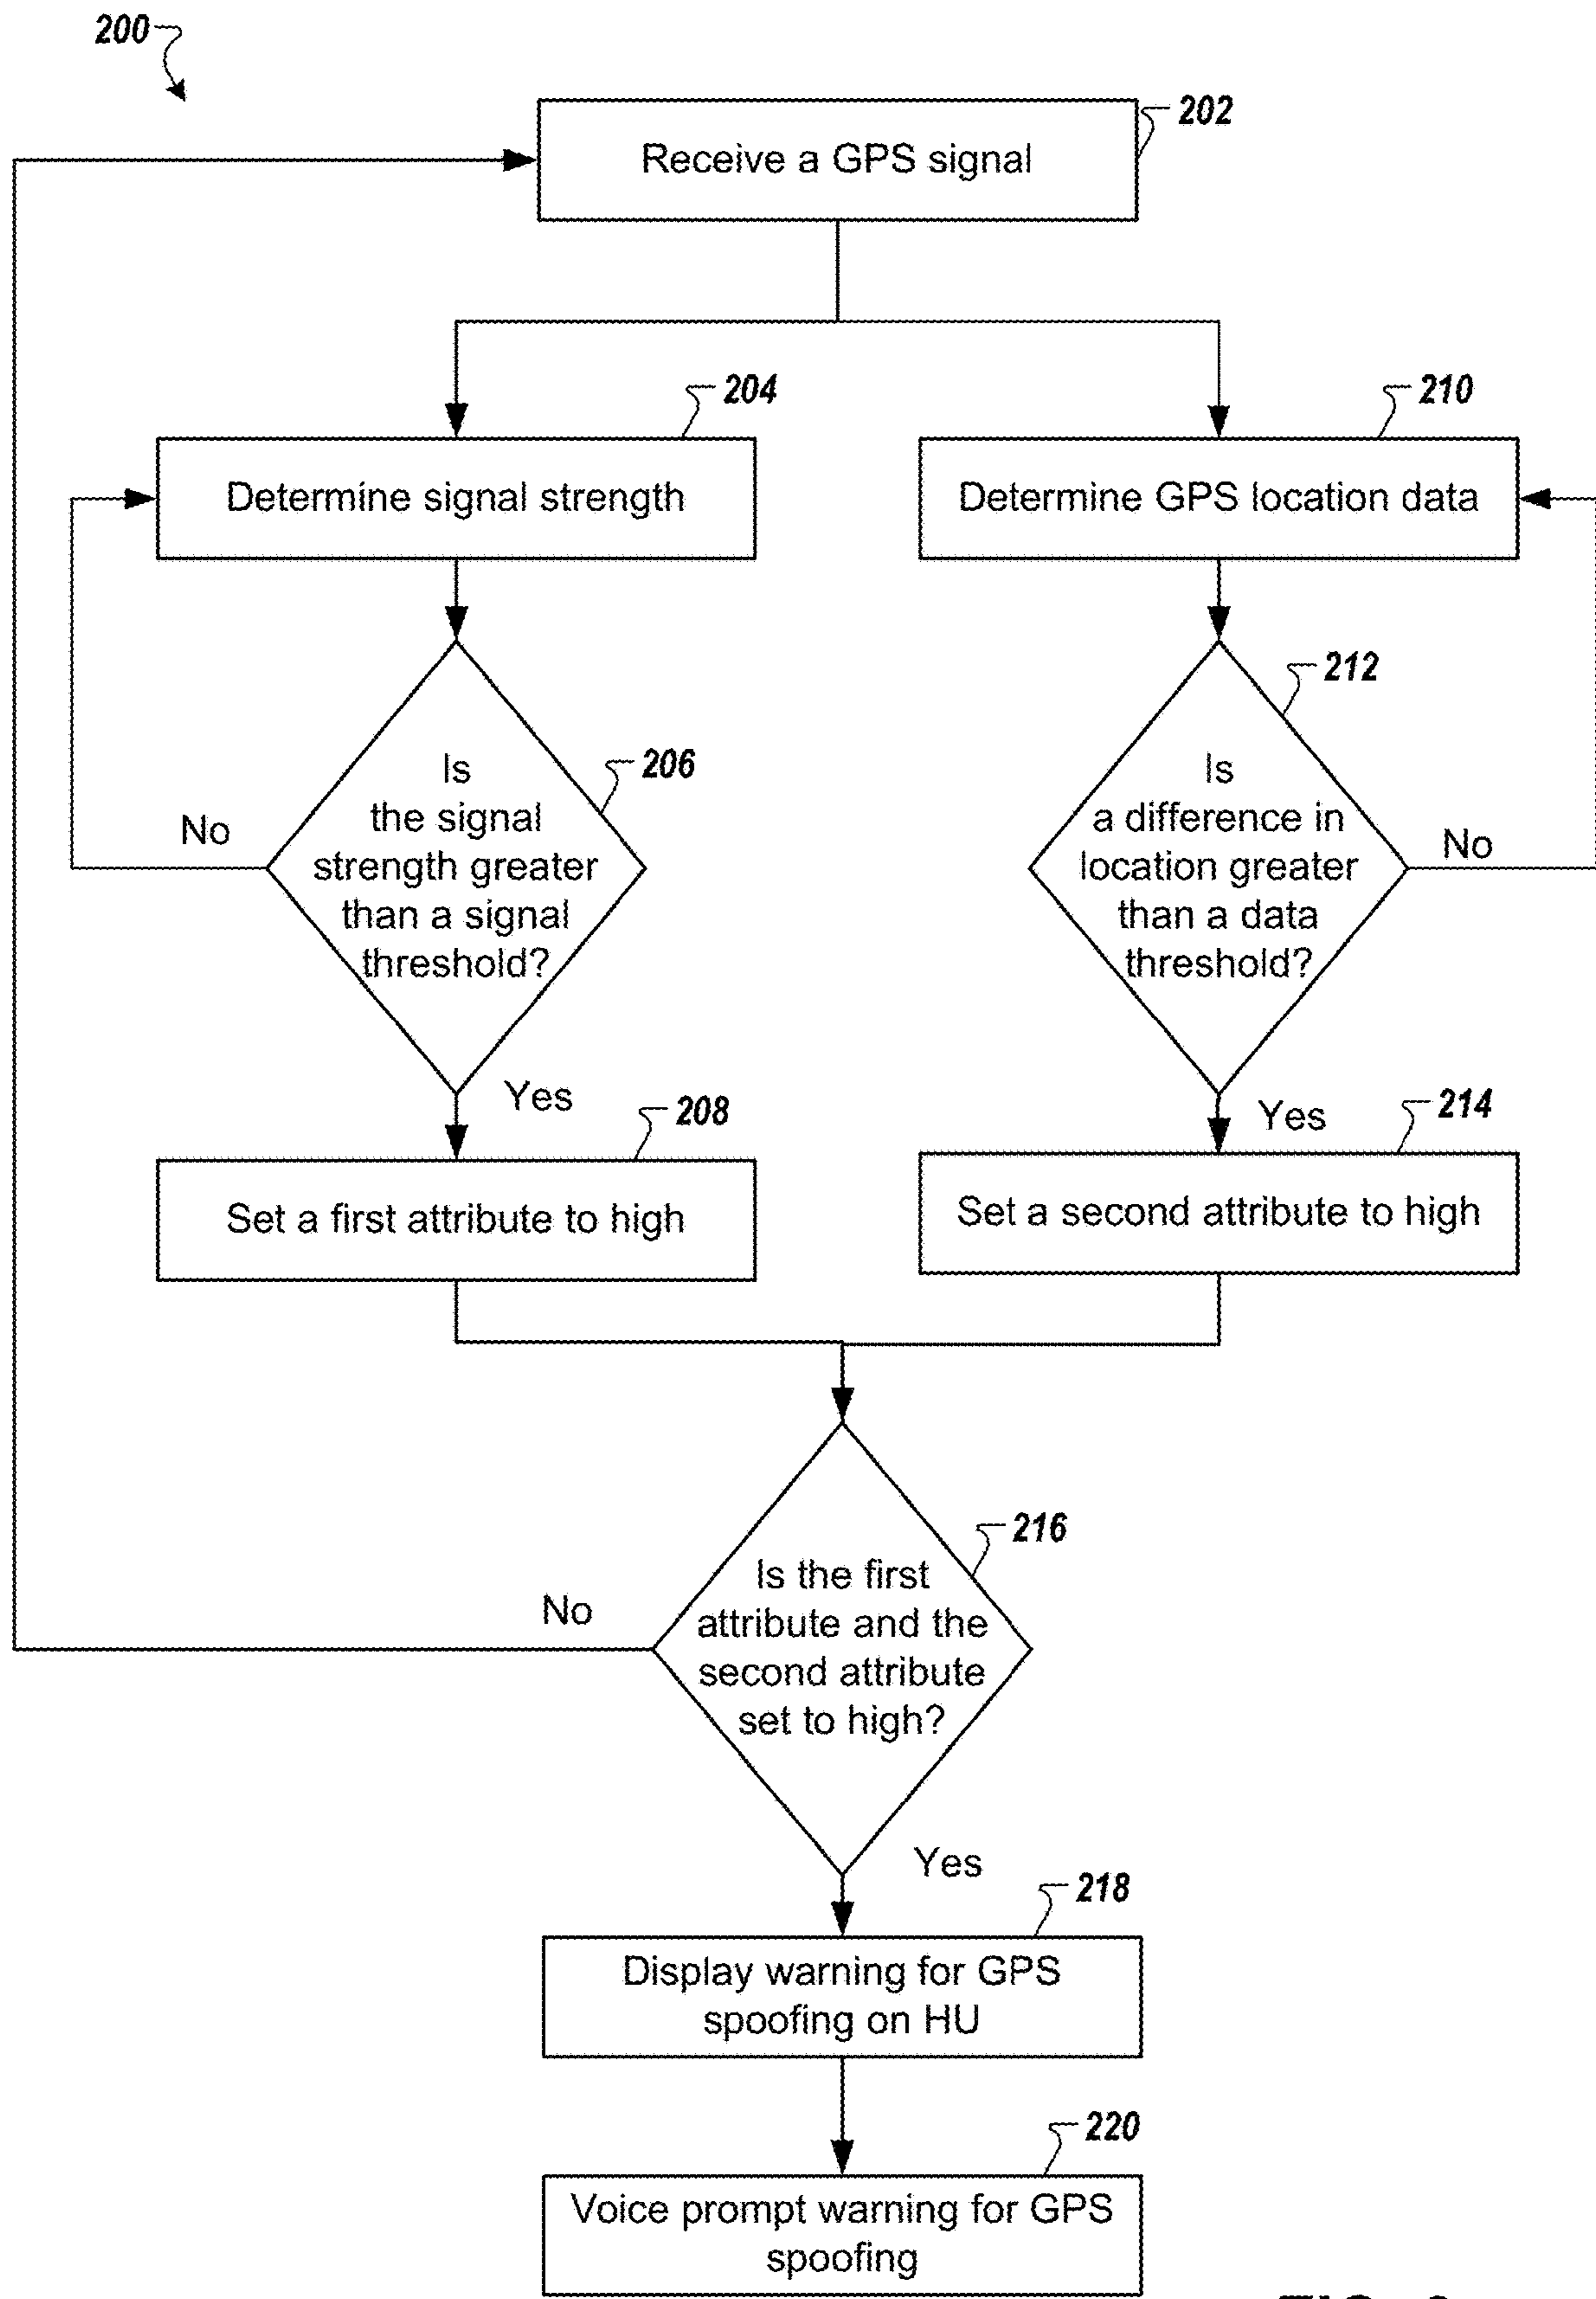 200
202
Receive a GPS signal
204
210
Determine signal strength
Determine GPS location data
206
Is
the signal
strength greater
than a signal
threshold?
No
Yes
212
Is
a difference in
location greater
than a data
threshold?
No
Yes
208
Set a first attribute to high
214
Set a second attribute to high
216
Is the first
attribute and the
second attribute
set to high?
No
Yes
218
Display warning for GPS
spoofing on HU
220
Voice prompt warning for GPS
spoofing